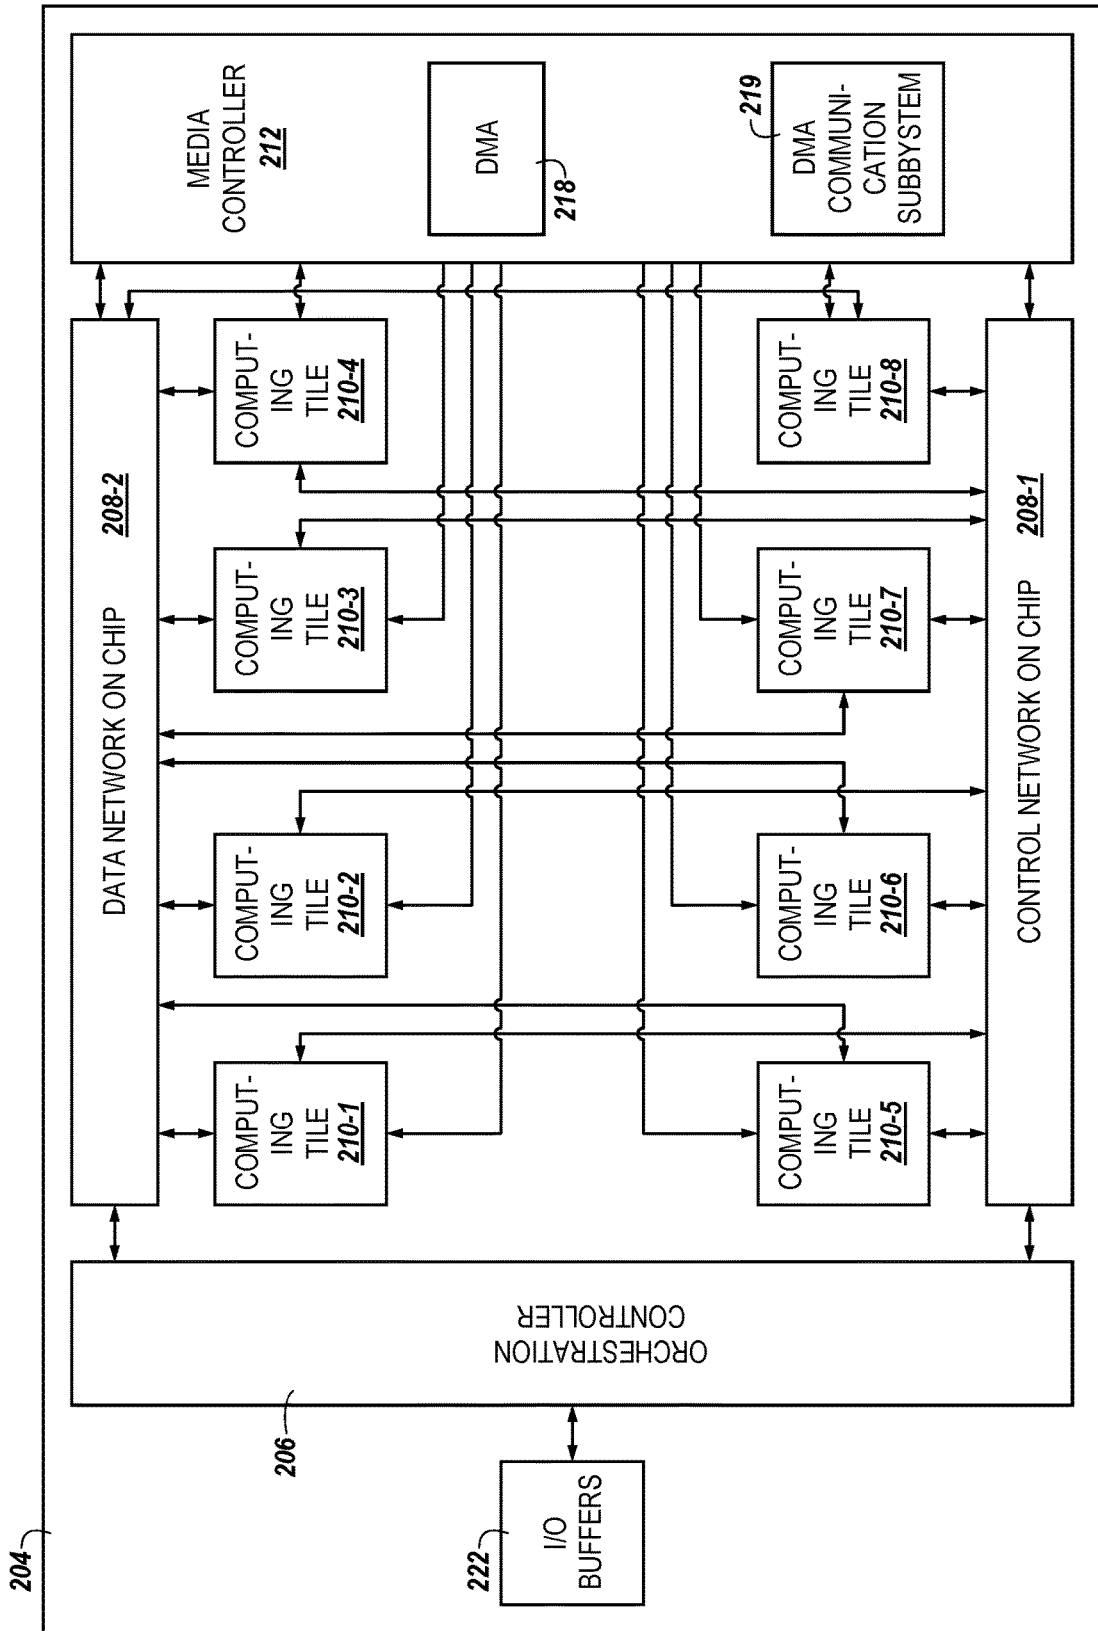 204
222
I/O
BUFFERS
206
ORCHESTRATION
CONTROLLER
DATA NETWORK ON CHIP
208-2
COMPUT-
ING
TILE
210-1
COMPUT-
ING
TILE
210-2
COMPUT-
ING
TILE
210-3
COMPUT-
ING
TILE
210-4
COMPUT-
ING
TILE
210-5
COMPUT-
ING
TILE
210-6
COMPUT-
ING
TILE
210-7
COMPUT-
ING
TILE
210-8
CONTROL NETWORK ON CHIP
208-1
MEDIA
CONTROLLER
212
DMA
218
219
DMA
COMMUNI-
CATION
SUBBYSTEM